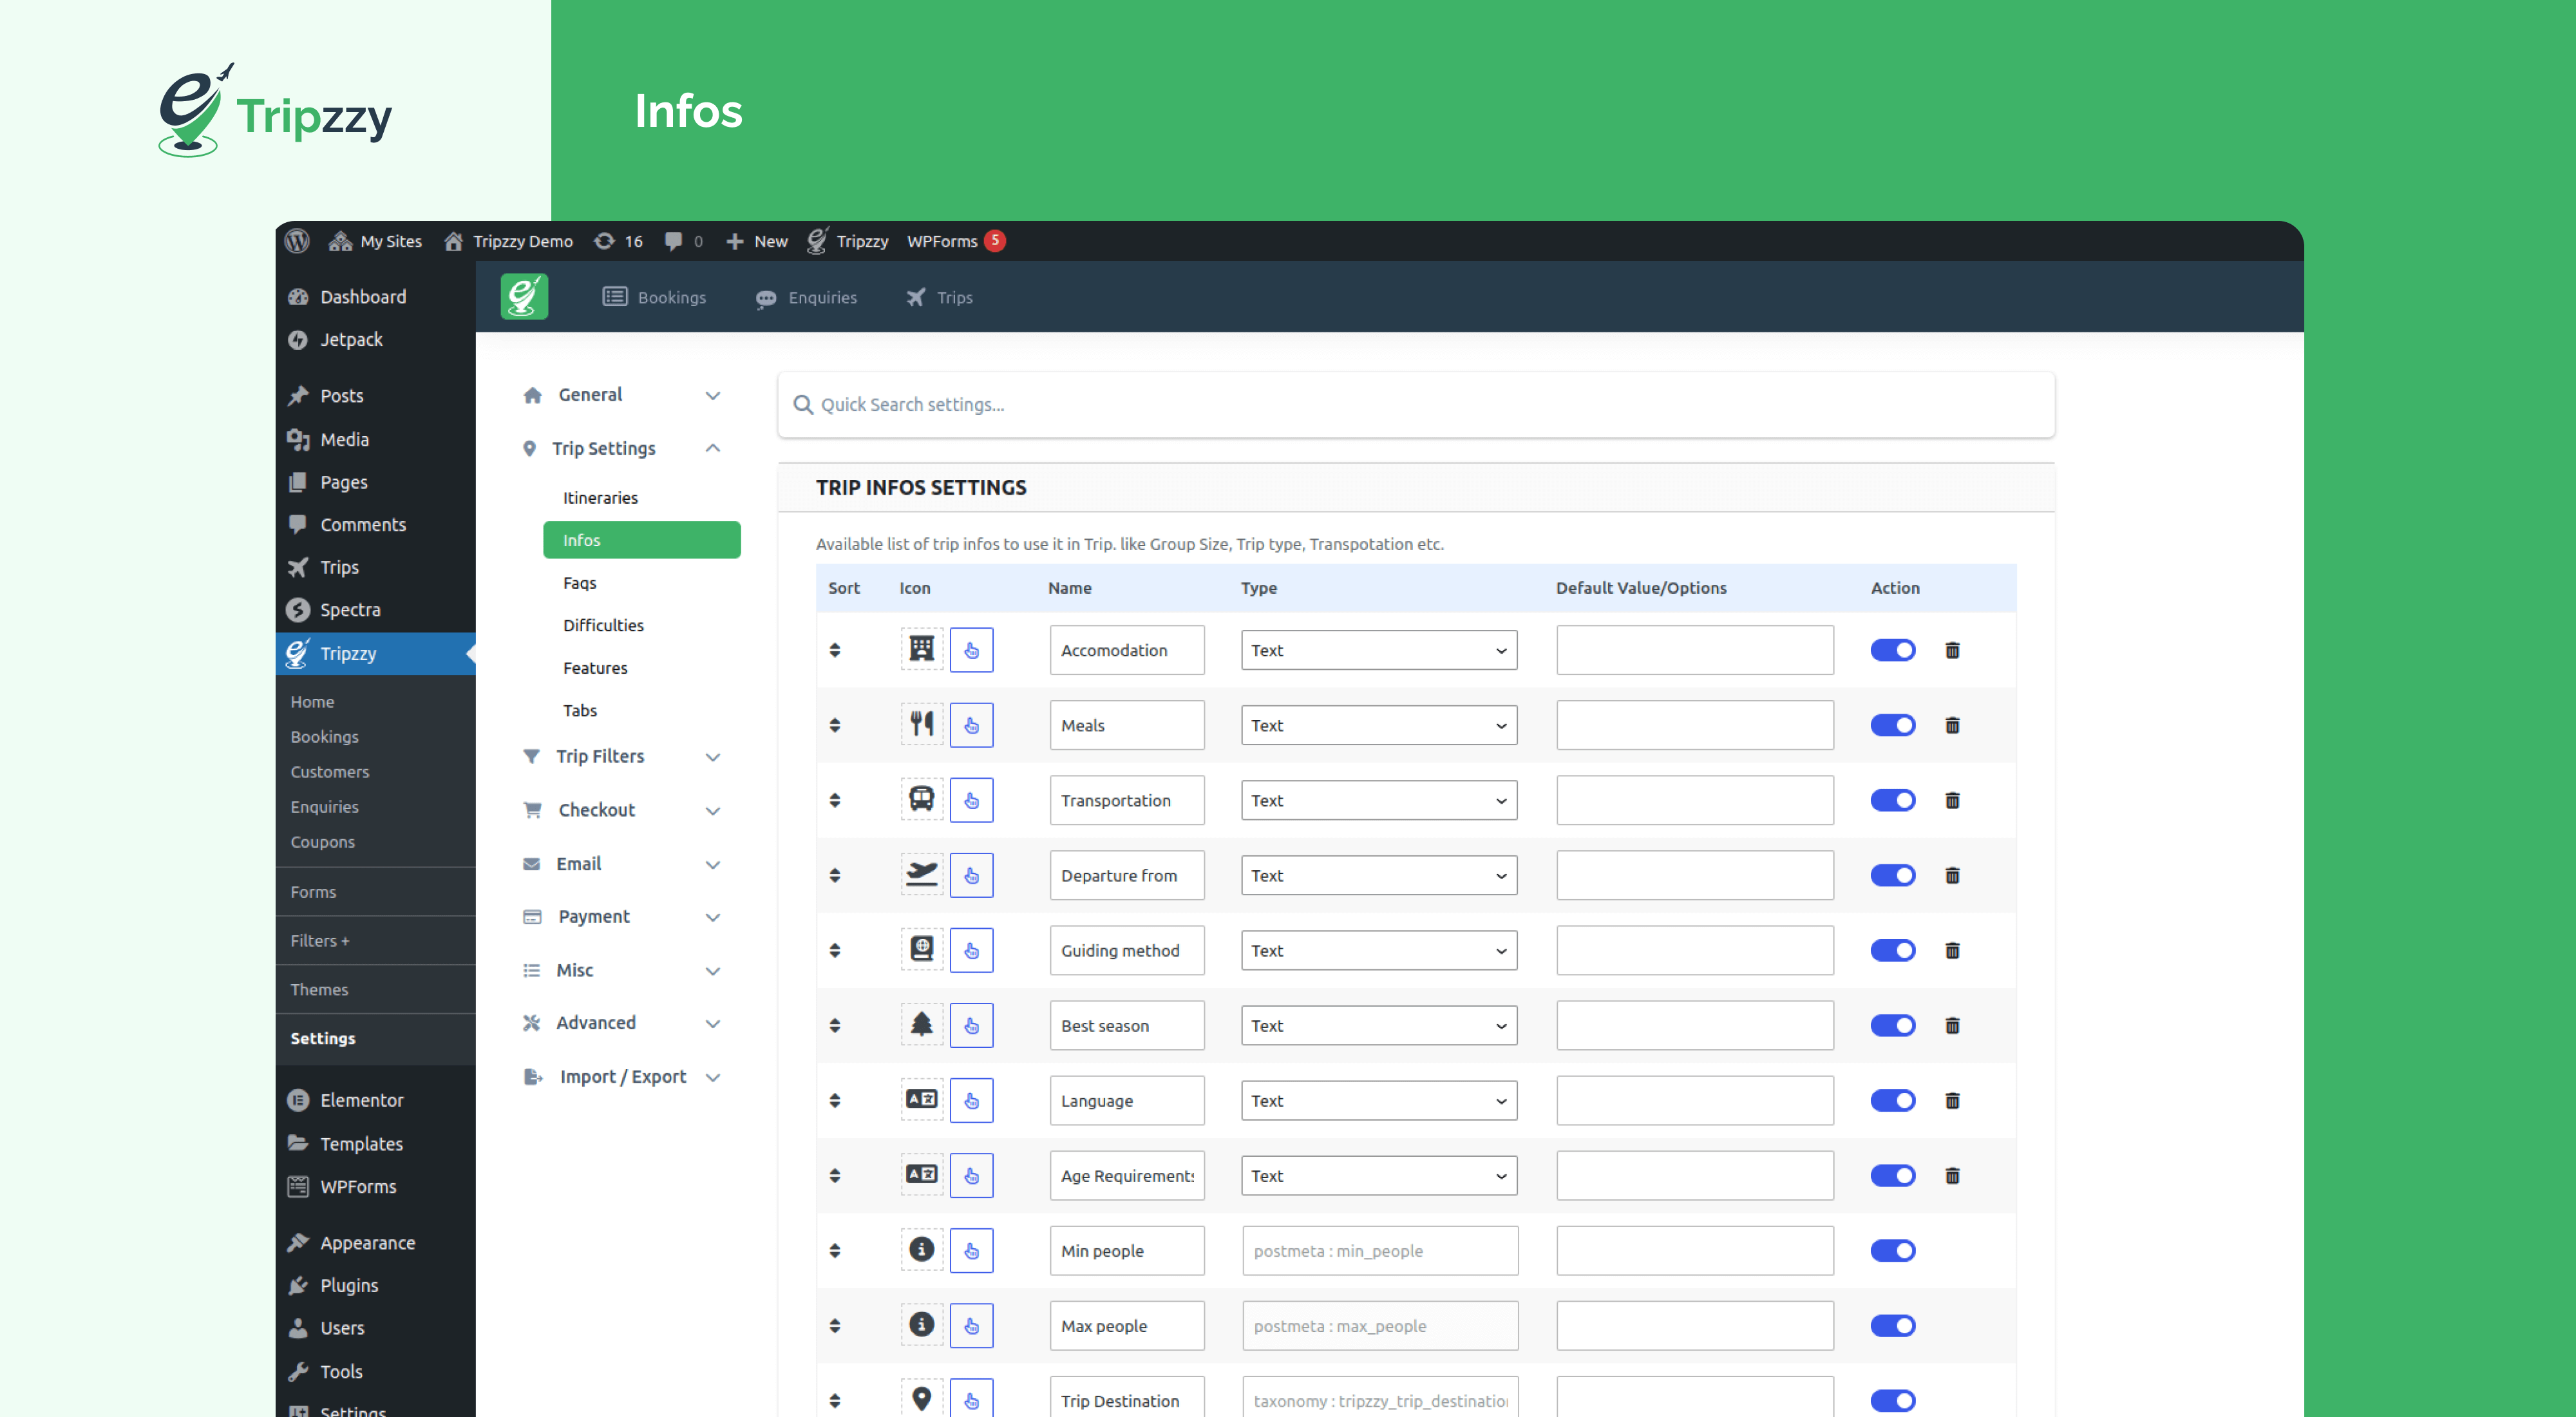 Tripzzy
Infos
My Sites
Tripzzy Demo
16
0
New
Tripzzy
WPForms
5
Dashboard
Jetpack
Posts
Media
Pages
Comments
Trips
Spectra
Tripzzy
Home
Bookings
Customers
Enquiries
Coupons
Forms
Filters +
Themes
Settings
Elementor
Templates
WPForms
Appearance
Plugins
Users
Tools
Settings
Bookings
Enquiries
Trips
General
Trip Settings
Itineraries
Infos
Faqs
Difficulties
Features
Tabs
Trip Filters
Checkout
Email
Payment
Misc
Advanced
Import / Export
Quick Search settings...
TRIP INFOS SETTINGS
Available list of trip infos to use it in Trip. like Group Size, Trip type, Transpotation etc.
Sort Icon Name Type Default Value/Options Action
Accomodation Text
Meals Text
Transportation Text
Departure from Text
Guiding method Text
Best season Text
Language Text
Age Requirements Text
Min people postmeta : min_people
Max people postmeta : max_people
Trip Destination taxonomy : tripzzy_trip_destinatio